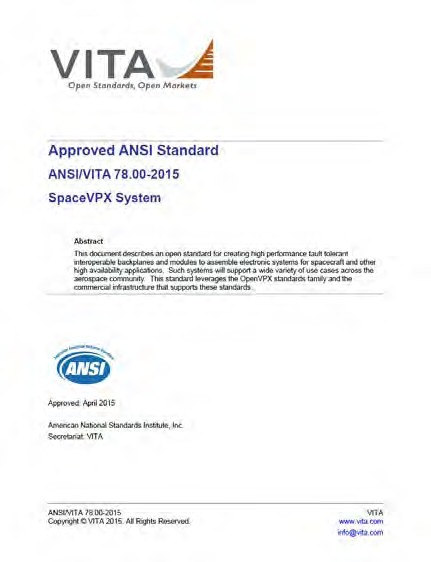 VITA
Open Standards, Open Markets
Approved ANSI Standard
ANSI/VITA 78.00-2015
SpaceVPX System
Abstract
This document describes an open standard for creating high performance fault tolerant
interoperable backplanes and modules to assemble electronic systems for spacecraft and other
high availability applications. Such systems will support a wide variety of use cases across the
aerospace community. This standard leverages the OpenVPX standards family and the
commercial infrastructure that supports these standards.
ANSI
Approved: April 2015
American National Standards Institute, Inc.
Secretariat: VITA
ANSI/VITA 78.00-2015
VITA
Copyright © VITA 2015. All Rights Reserved.
www.vita.com
info@vita.com